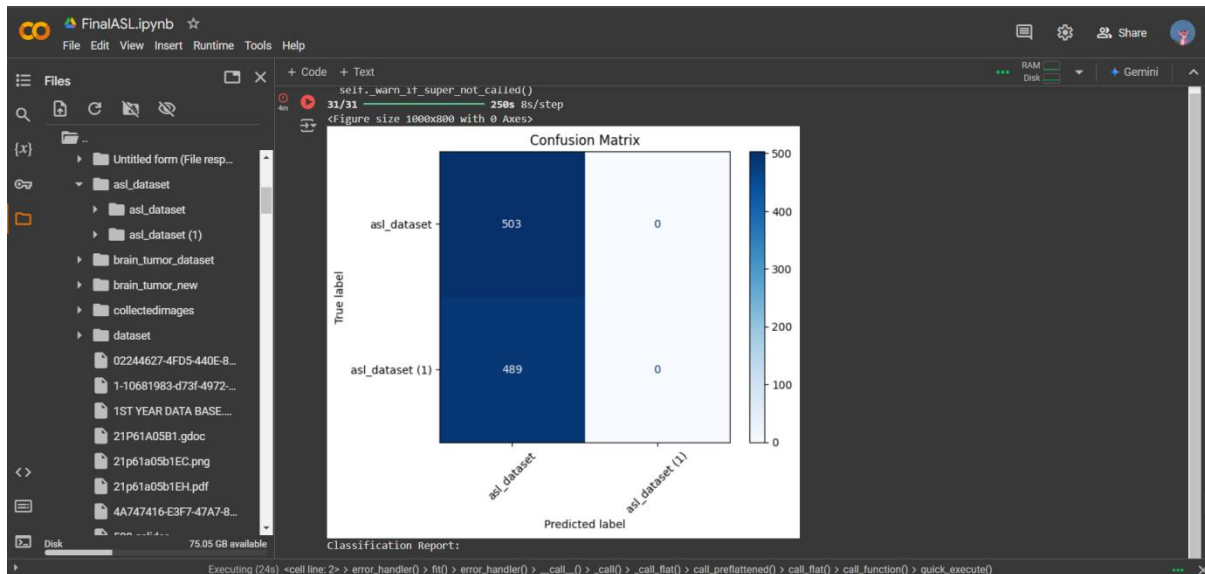 FinalASL.ipynb
File Edit View Insert Runtime Tools Help
Share
Files
+ Code + Text
RAM
Disk
Gemini
self._warn_if_super_not_called()
4m
31/31 250s 8s/step
<Figure size 1000x800 with 0 Axes>
{x}
..
Untitled form (File resp...
asl_dataset
asl_dataset
asl_dataset (1)
brain_tumor_dataset
brain_tumor_new
collectedimages
dataset
02244627-4FD5-440E-8...
1-10681983-d73f-4972-...
1ST YEAR DATA BASE....
21P61A05B1.gdoc
21p61a05b1EC.png
21p61a05b1EH.pdf
4A747416-E3F7-47A7-8...
Disk 75.05 GB available
Confusion Matrix
True label
asl_dataset
503 0
asl_dataset (1)
489 0
asl_dataset
asl_dataset (1)
Predicted label
500
400
300
200
100
0
Classification Report:
Executing (24s) <cell line: 2> > error_handler() > fit() > error_handler() > __call__() > _call() > _call_flat() > call_preflattened() > call_flat() > call_function() > quick_execute()